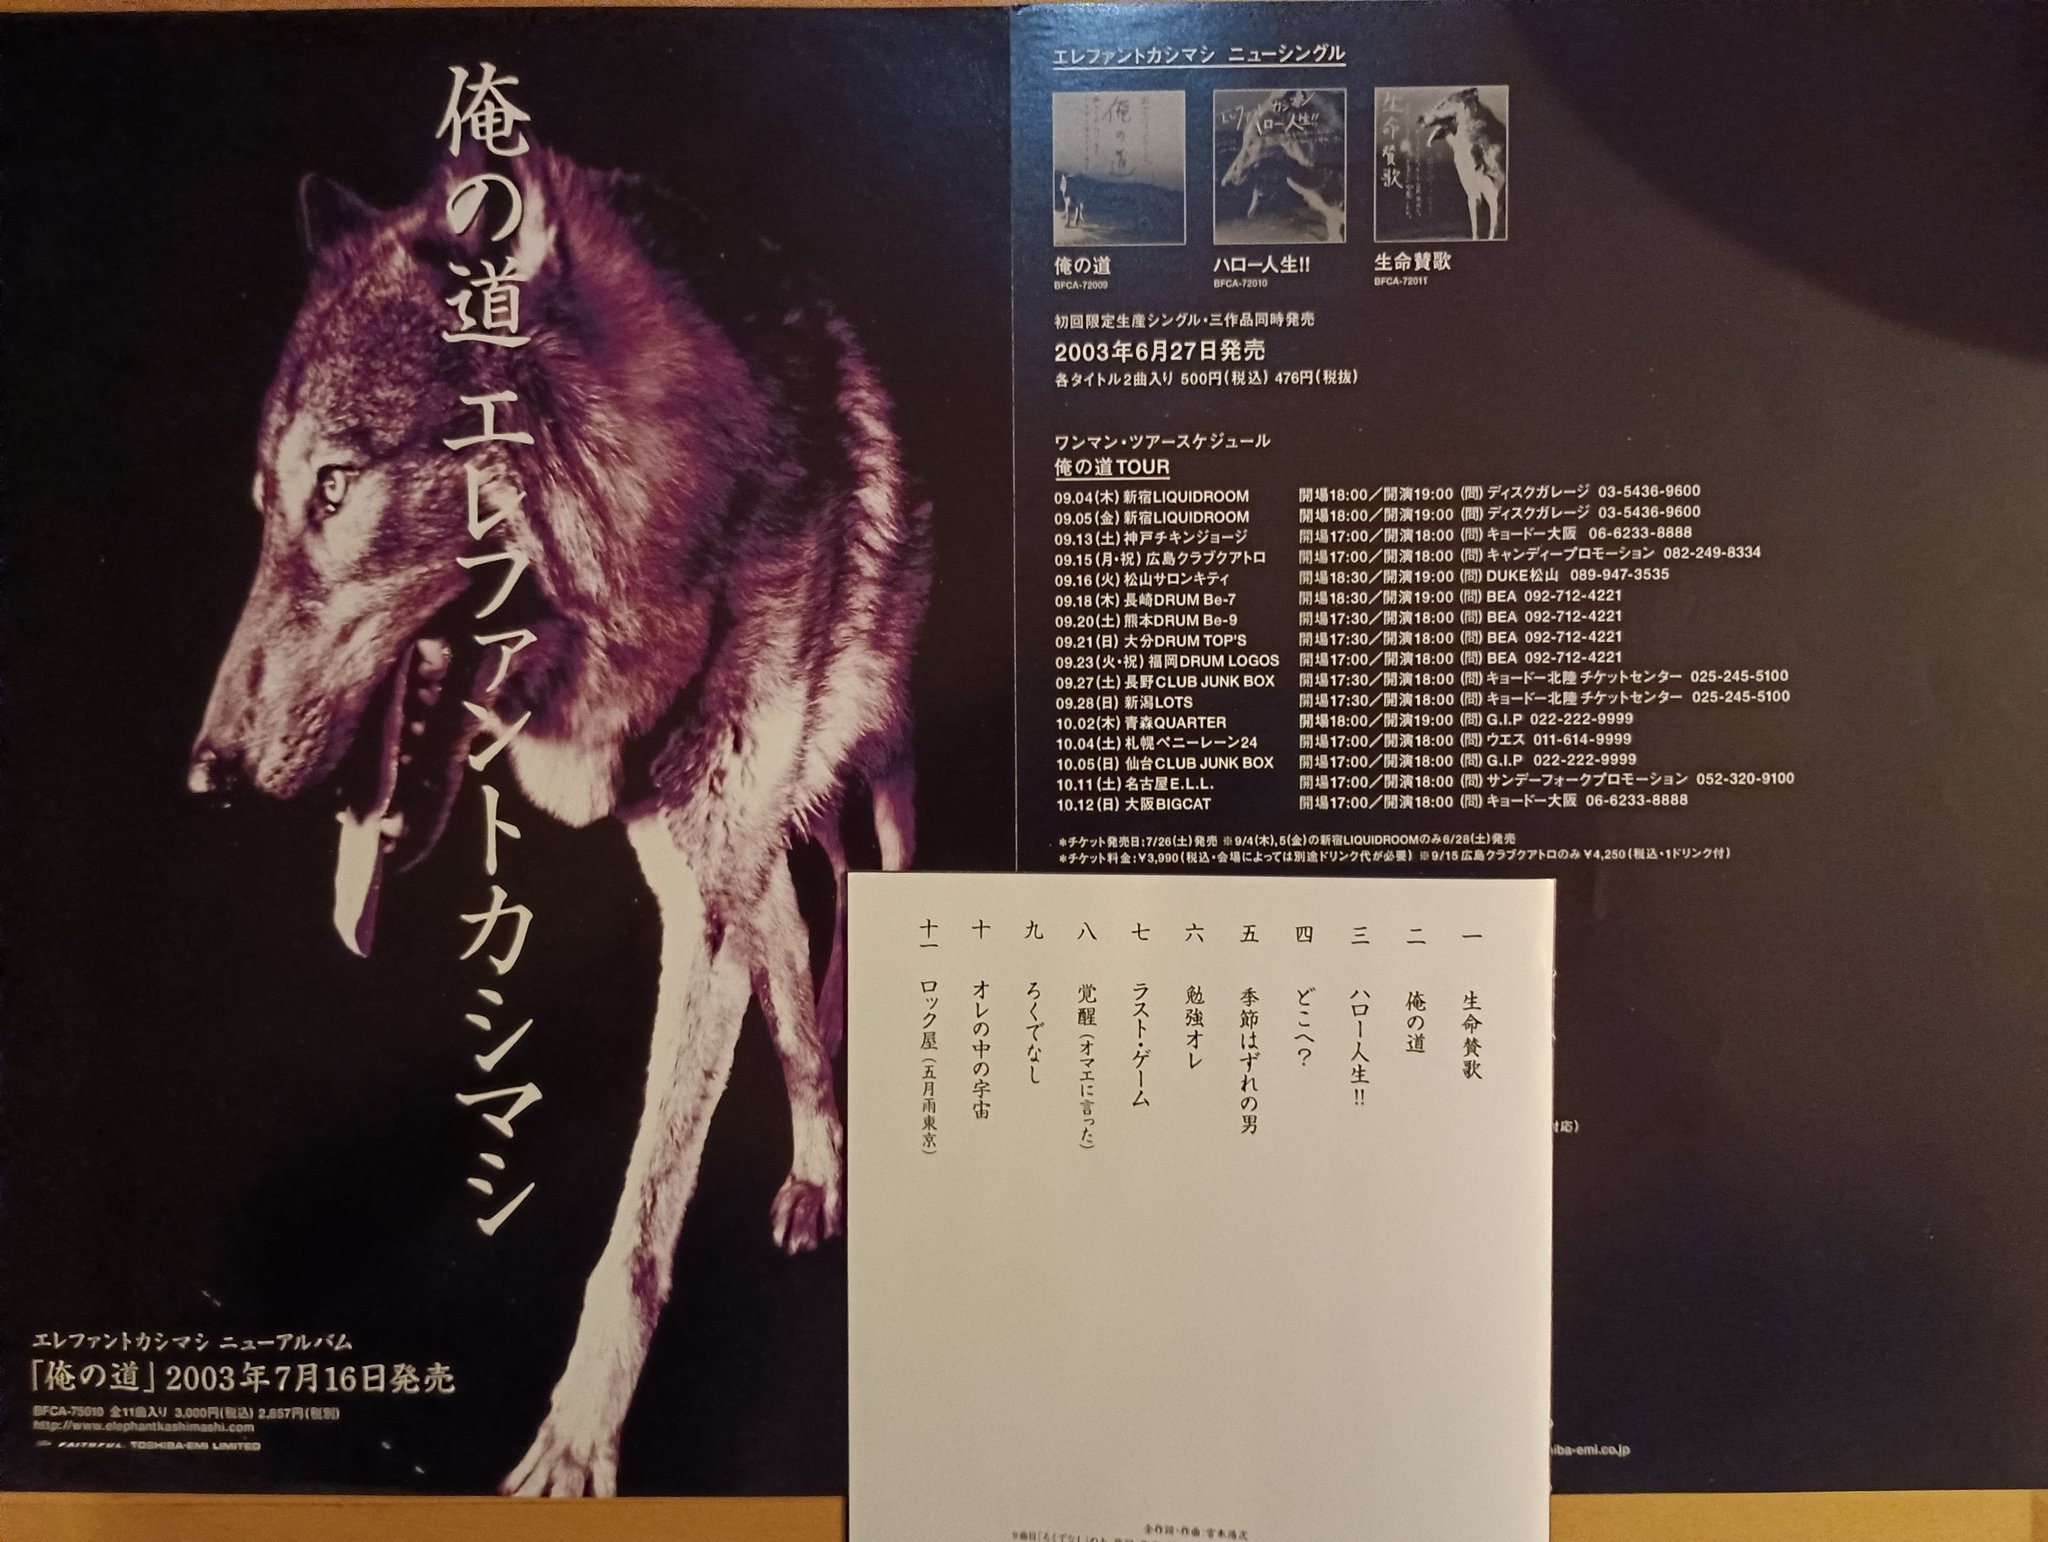 俺の道 エレファントカシマシ
エレファントカシマシ ニューアルバム
「俺の道」2003年7月16日発売
BFCA-75010 全11曲入り 3,000円(税込) 2,857円(税別)
http://www.elephantkashimashi.com
FAITHFUL TOSHIBA-EMI LIMITED
エレファントカシマシ ニューシングル
俺の道
エレファントカシマシ
ハロー人生!!
生命賛歌
俺の道
BFCA-72009
ハロー人生!!
BFCA-72010
生命賛歌
BFCA-72011
初回限定生産シングル・三作品同時発売
2003年6月27日発売
各タイトル2曲入り 500円(税込) 476円(税抜)
ワンマン・ツアースケジュール
俺の道TOUR
09.04(木) 新宿LIQUIDROOM 開場18:00/開演19:00 (問) ディスクガレージ 03-5436-9600
09.05(金) 新宿LIQUIDROOM 開場18:00/開演19:00 (問) ディスクガレージ 03-5436-9600
09.13(土) 神戸チキンジョージ 開場17:00/開演18:00 (問) キョードー大阪 06-6233-8888
09.15(月・祝) 広島クラブクアトロ 開場17:00/開演18:00 (問) キャンディープロモーション 082-249-8334
09.16(火) 松山サロンキティ 開場18:30/開演19:00 (問) DUKE松山 089-947-3535
09.18(木) 長崎DRUM Be-7 開場18:30/開演19:00 (問) BEA 092-712-4221
09.20(土) 熊本DRUM Be-9 開場17:30/開演18:00 (問) BEA 092-712-4221
09.21(日) 大分DRUM TOP'S 開場17:30/開演18:00 (問) BEA 092-712-4221
09.23(火・祝) 福岡DRUM LOGOS 開場17:00/開演18:00 (問) BEA 092-712-4221
09.27(土) 長野CLUB JUNK BOX 開場17:30/開演18:00 (問) キョードー北陸 チケットセンター 025-245-5100
09.28(日) 新潟LOTS 開場17:30/開演18:00 (問) キョードー北陸 チケットセンター 025-245-5100
10.02(木) 青森QUARTER 開場18:00/開演19:00 (問) G.I.P 022-222-9999
10.04(土) 札幌ペニーレーン24 開場17:00/開演18:00 (問) ウエス 011-614-9999
10.05(日) 仙台CLUB JUNK BOX 開場17:00/開演18:00 (問) G.I.P 022-222-9999
10.11(土) 名古屋E.L.L. 開場17:00/開演18:00 (問) サンデーフォークプロモーション 052-320-9100
10.12(日) 大阪BIGCAT 開場17:00/開演18:00 (問) キョードー大阪 06-6233-8888
*チケット発売日:7/26(土)発売 ※9/4(木),5(金)の新宿LIQUIDROOMのみ6/28(土)発売
*チケット料金:¥3,990(税込・会場によっては別途ドリンク代が必要) ※9/15 広島クラブクアトロのみ¥4,250(税込・1ドリンク付)
一 生命賛歌
二 俺の道
三 ハロー人生!!
四 どこへ?
五 季節はずれの男
六 勉強オレ
七 ラスト・ゲーム
八 覚醒(オマエに言った)
九 ろくでなし
十 オレの中の宇宙
十一 ロック屋(五月雨東京)
全作詞・作曲:宮本浩次
9曲目「ろくでなし」のみ
対応)
iba-emi.co.jp